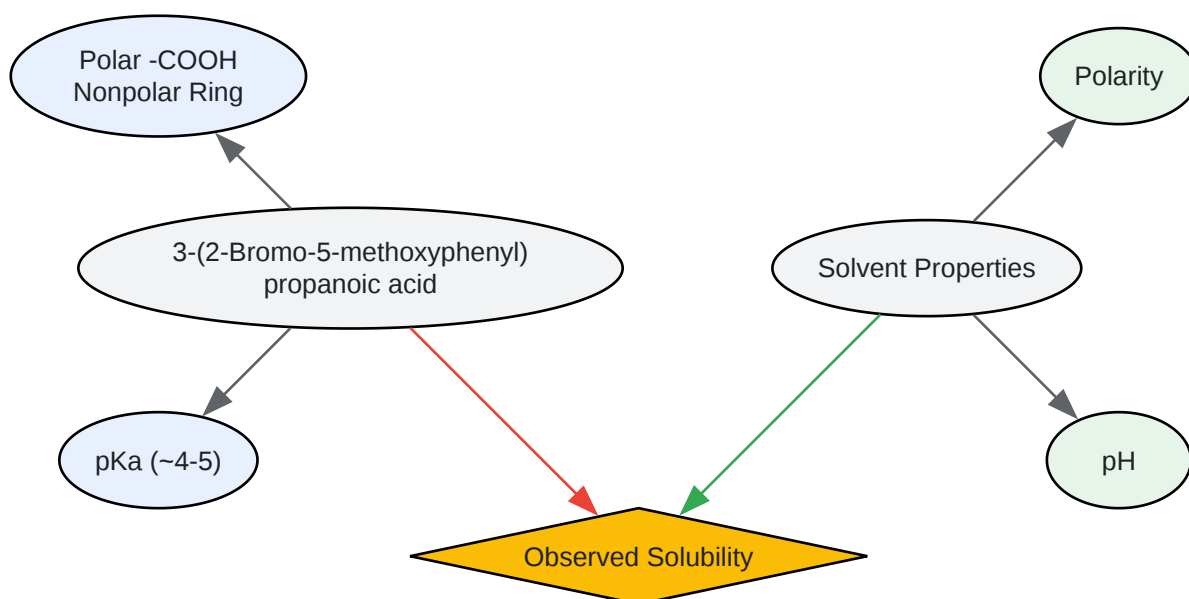 Polar -COOH
Nonpolar Ring
Polarity
3-(2-Bromo-5-methoxyphenyl)
propanoic acid
Solvent Properties
pKa (~4-5)
pH
Observed Solubility